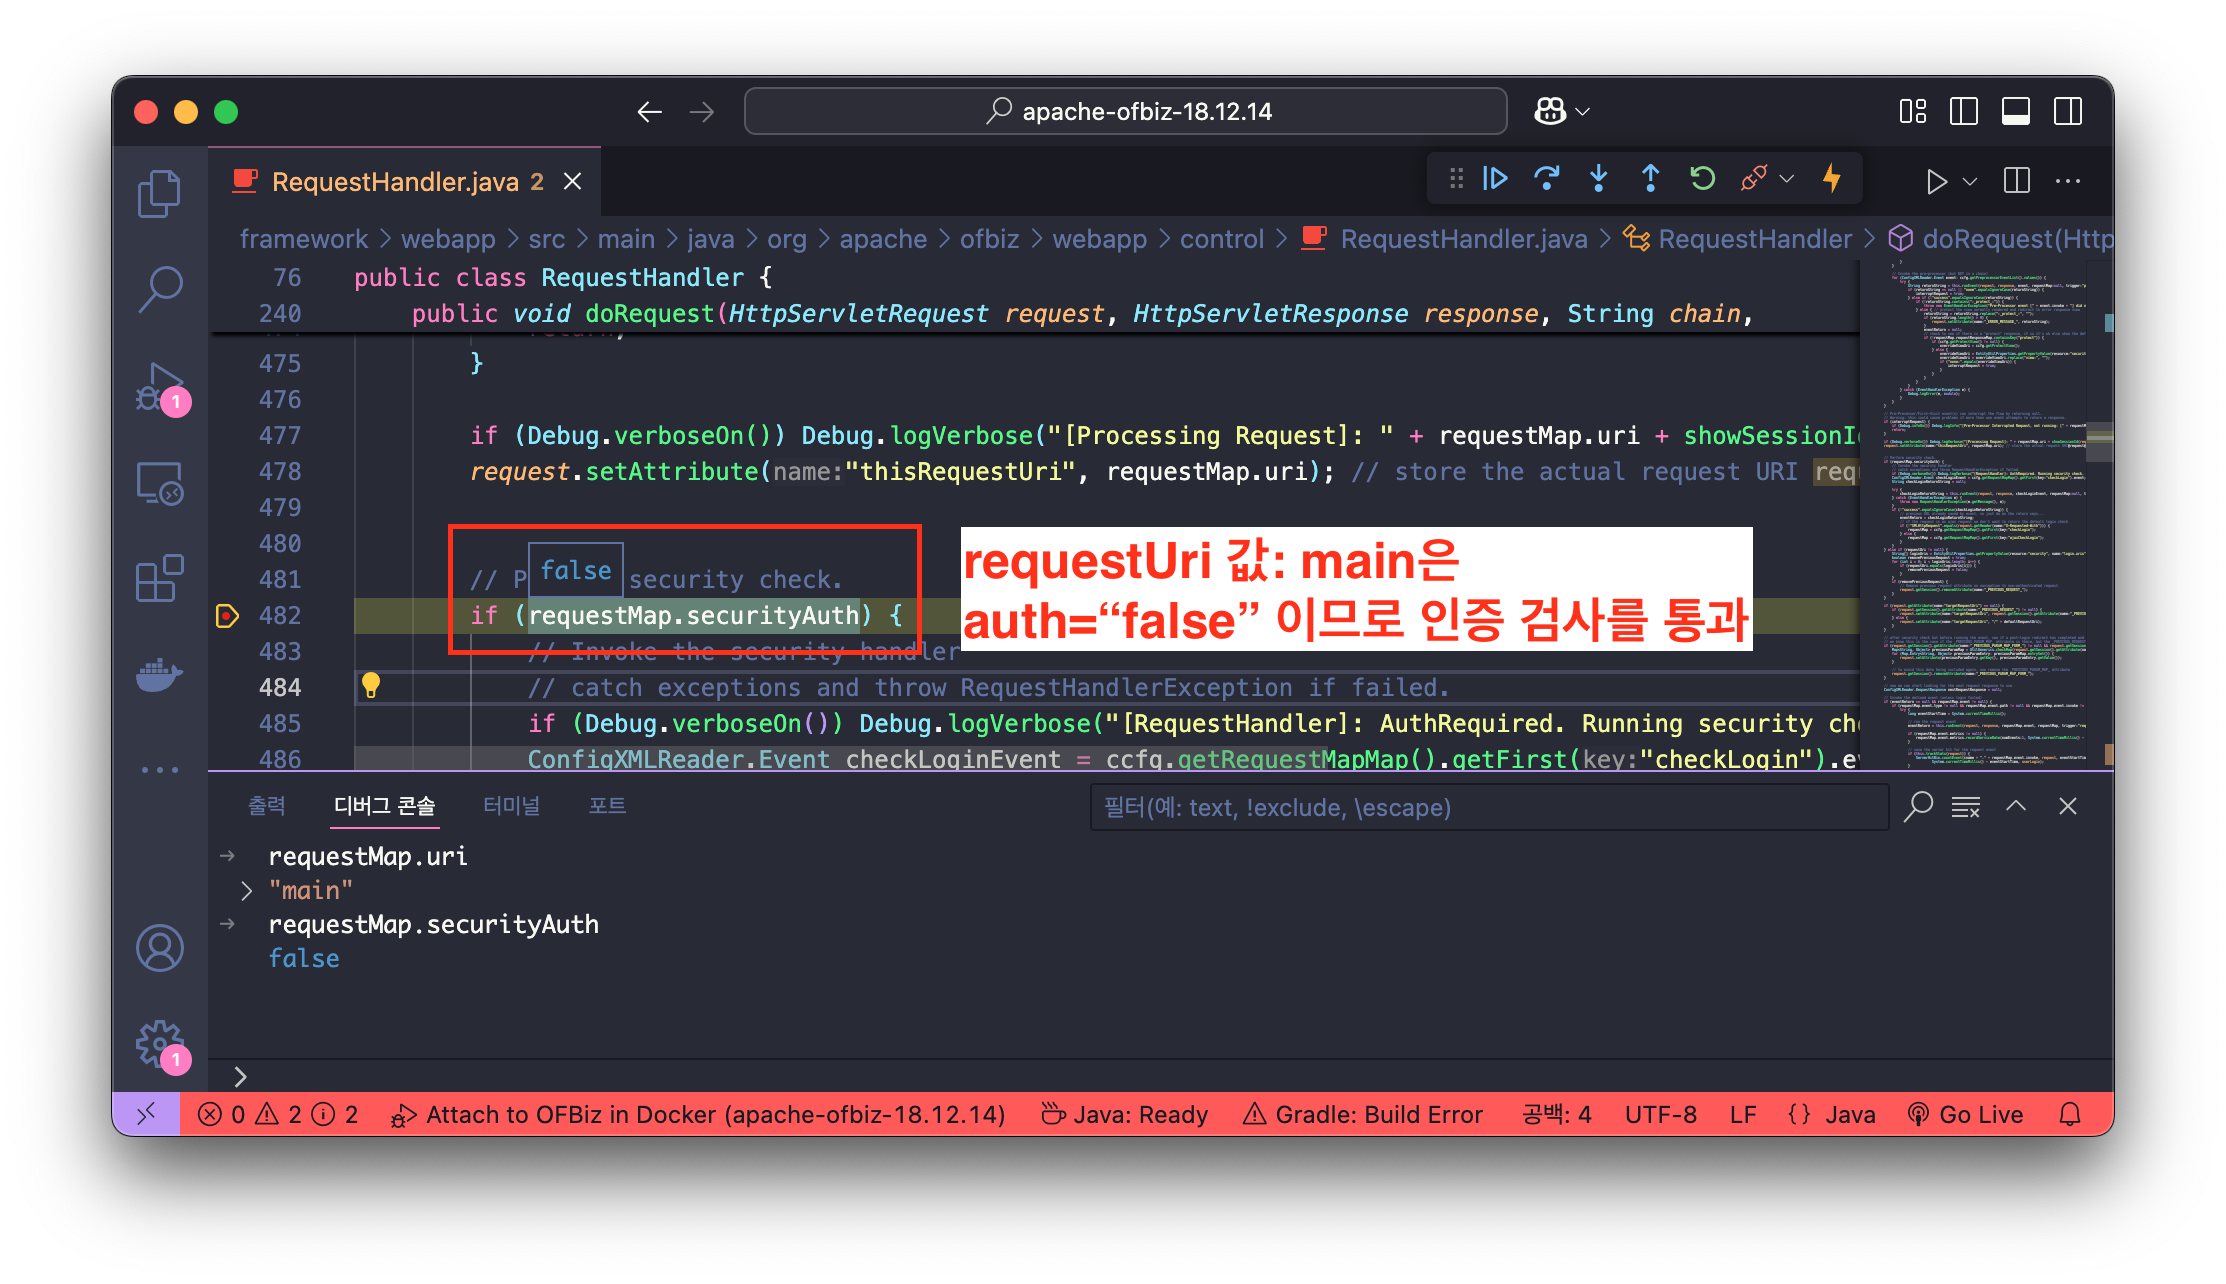 apache-ofbiz-18.12.14
RequestHandler.java 2
framework > webapp > src > main > java > org > apache > ofbiz > webapp > control > RequestHandler.java > RequestHandler > doRequest(Http
76 public class RequestHandler {
240 public void doRequest(HttpServletRequest request, HttpServletResponse response, String chain,
475 }
476
477 if (Debug.verboseOn()) Debug.logVerbose("[Processing Request]: " + requestMap.uri + showSessionId
478 request.setAttribute(name:"thisRequestUri", requestMap.uri); // store the actual request URI requ
479
480
false
481 // P security check.
482 if (requestMap.securityAuth) {
483 // Invoke the security handler
484 // catch exceptions and throw RequestHandlerException if failed.
485 if (Debug.verboseOn()) Debug.logVerbose("[RequestHandler]: AuthRequired. Running security che
486 ConfigXMLReader.Event checkLoginEvent = ccfg.getRequestMapMap().getFirst(key:"checkLogin").ev
requestUri 값: main은
auth=“false” 이므로 인증 검사를 통과
출력 디버그 콘솔 터미널 포트
필터(예: text, !exclude, \escape)
requestMap.uri
"main"
requestMap.securityAuth
false
1
1
0 2 2 Attach to OFBiz in Docker (apache-ofbiz-18.12.14) Java: Ready Gradle: Build Error 공백: 4 UTF-8 LF {} Java Go Live